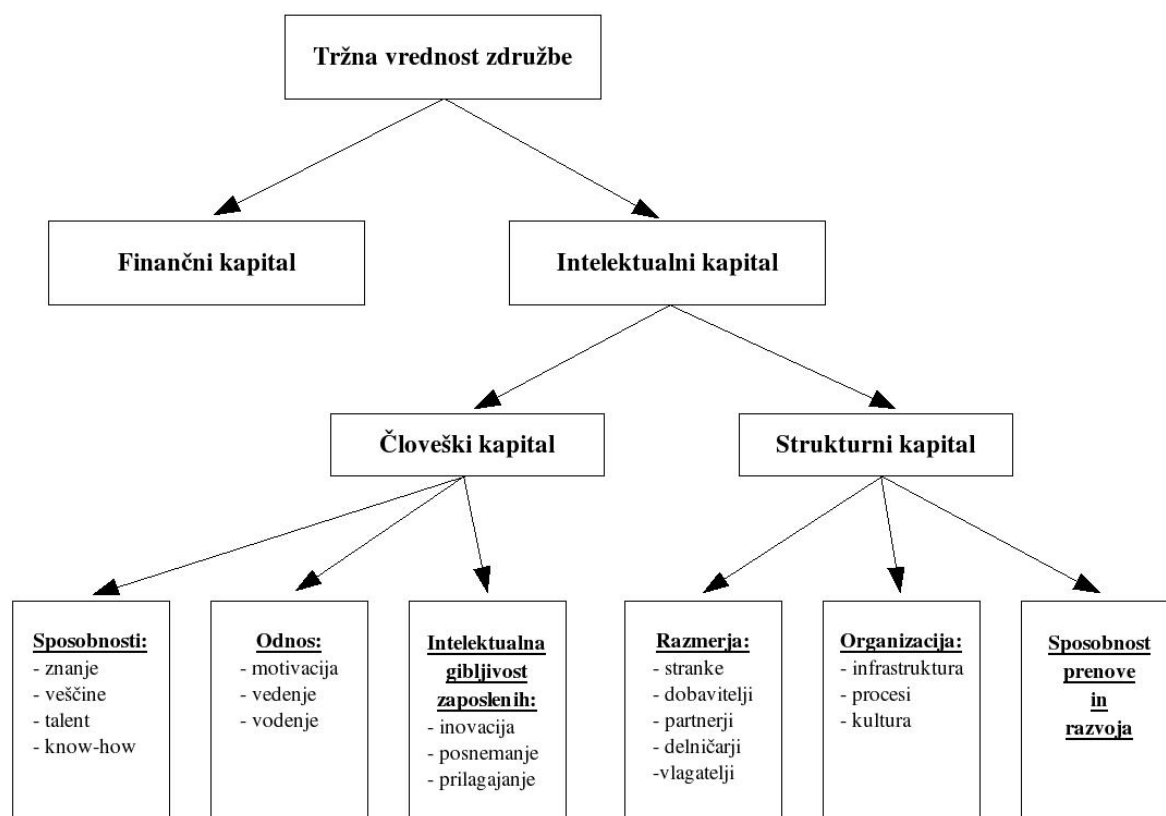 Tržna vrednost združbe
Finančni kapital
Intelektualni kapital
Človeški kapital
Strukturni kapital
Sposobnosti:
- znanje
- veščine
- talent
- know-how
Odnos:
- motivacija
- vedenje
- vodenje
Intelektualna
gibljivost
zaposlenih:
- inovacija
- posnemanje
- prilagajanje
Razmerja:
- stranke
- dobavitelji
- partnerji
- delničarji
-vlagatelji
Organizacija:
- infrastruktura
- procesi
- kultura
Sposobnost
prenove
in
razvoja